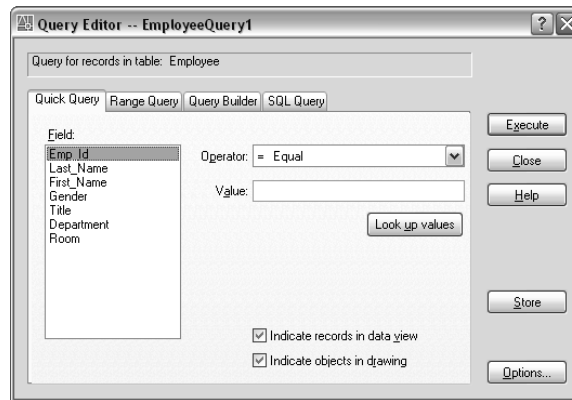 Query Editor -- EmployeeQuery1
Query for records in table: Employee
Quick Query Range Query Query Builder SQL Query
Field:
Emp_Id
Last_Name
First_Name
Gender
Title
Department
Room
Operator: = Equal
Value:
Look up values
Indicate records in data view
Indicate objects in drawing
Execute
Close
Help
Store
Options...